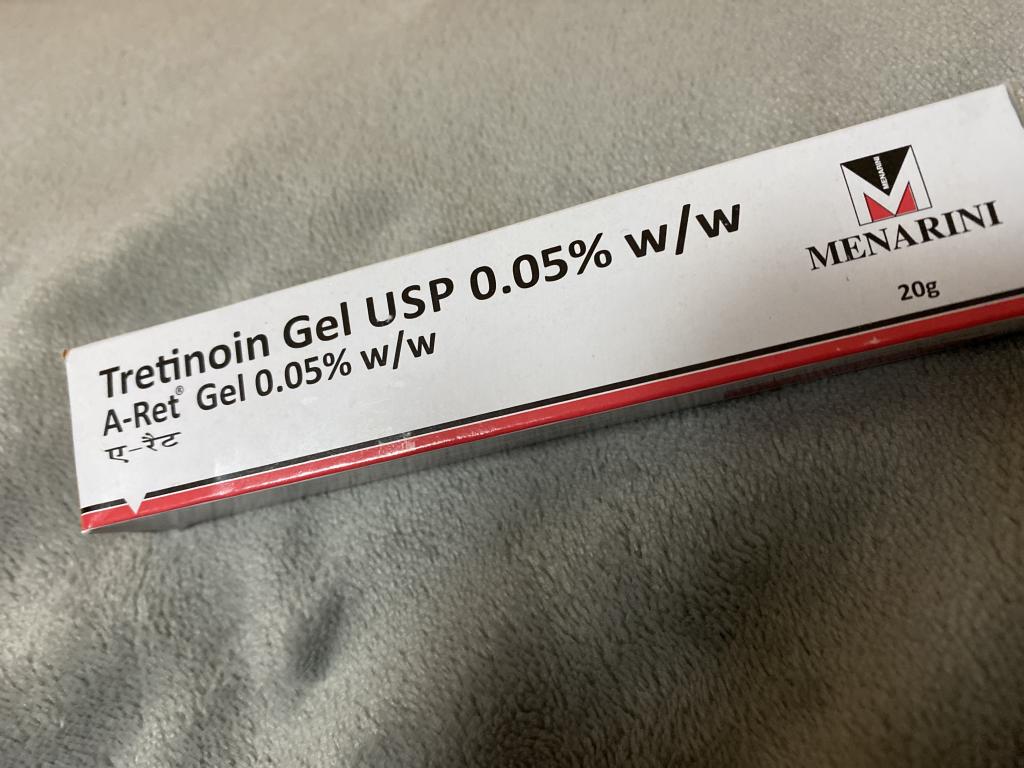 Tretinoin Gel USP 0.05% w/w
A-Ret® Gel 0.05% w/w
ए-रैट
MENARINI
MENARINI
20g